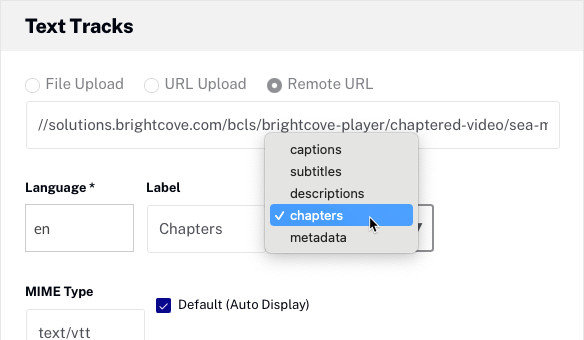 Text Tracks
File Upload URL Upload Remote URL
//solutions.brightcove.com/bcls/brightcove-player/chaptered-video/sea-m
captions
subtitles
descriptions
✓ chapters
metadata
Language * Label
en Chapters
MIME Type
Default (Auto Display)
text/vtt